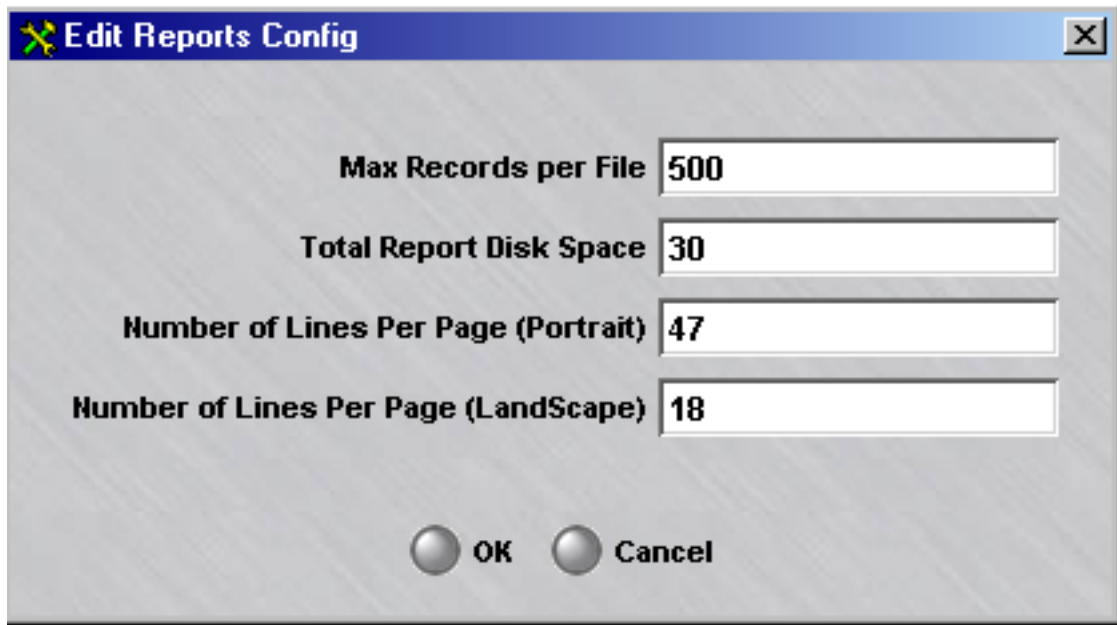 Edit Reports Config
Max Records per File 500
Total Report Disk Space 30
Number of Lines Per Page (Portrait) 47
Number of Lines Per Page (LandScape) 18
OK Cancel